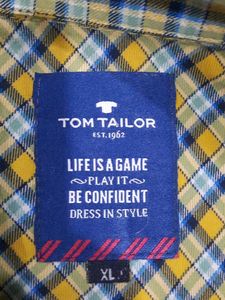 TOM TAILOR
EST. 1962
LIFE IS A GAME
PLAY IT
BE CONFIDENT
DRESS IN STYLE
XL